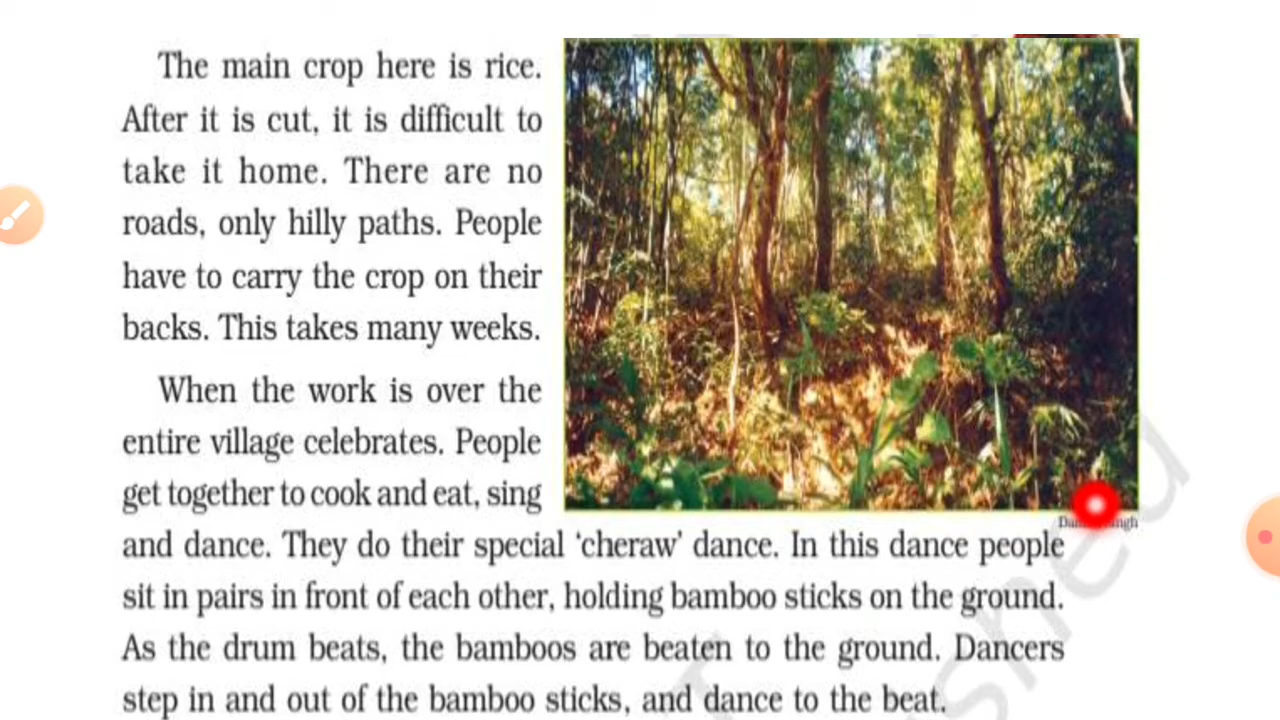 The main crop here is rice.
After it is cut, it is difficult to
take it home. There are no
roads, only hilly paths. People
have to carry the crop on their
backs. This takes many weeks.
When the work is over the
entire village celebrates. People
get together to cook and eat, sing
and dance. They do their special ‘cheraw’ dance. In this dance people
sit in pairs in front of each other, holding bamboo sticks on the ground.
As the drum beats, the bamboos are beaten to the ground. Dancers
step in and out of the bamboo sticks, and dance to the beat.